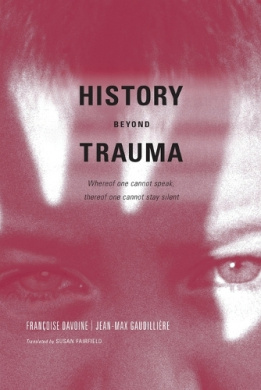 HISTORY
BEYOND
TRAUMA
Whereof one cannot speak,
thereof one cannot stay silent
FRANÇOISE DAVOINE | JEAN-MAX GAUDILLIÈRE
Translated by SUSAN FAIRFIELD